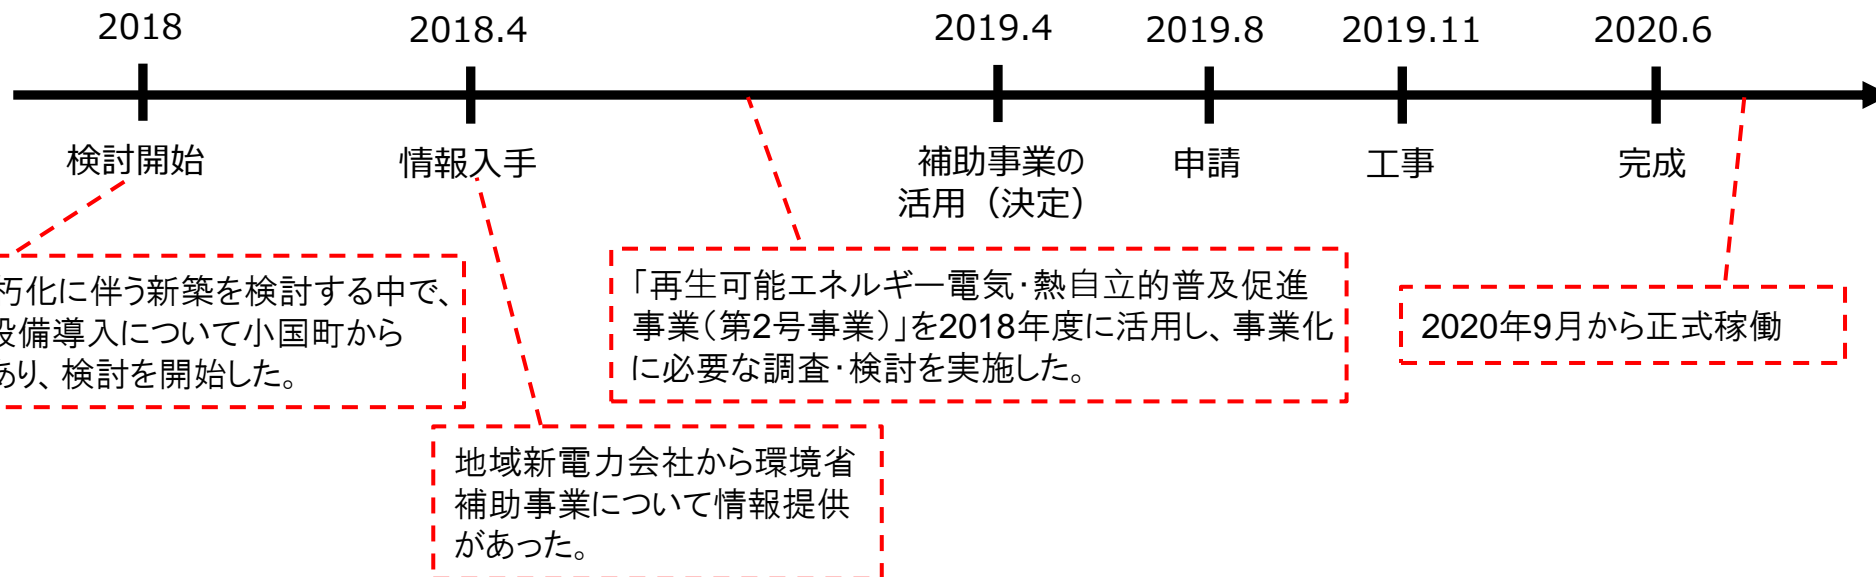 2018
2018.4
2019.4
2019.8
2019.11
2020.6
検討開始
情報入手
補助事業の
活用（決定）
申請
工事
完成
朽化に伴う新築を検討する中で、
設備導入について小国町から
あり、検討を開始した。
「再生可能エネルギー電気・熱自立的普及促進
事業（第2号事業）」を2018年度に活用し、事業化
に必要な調査・検討を実施した。
2020年9月から正式稼働
地域新電力会社から環境省
補助事業について情報提供
があった。